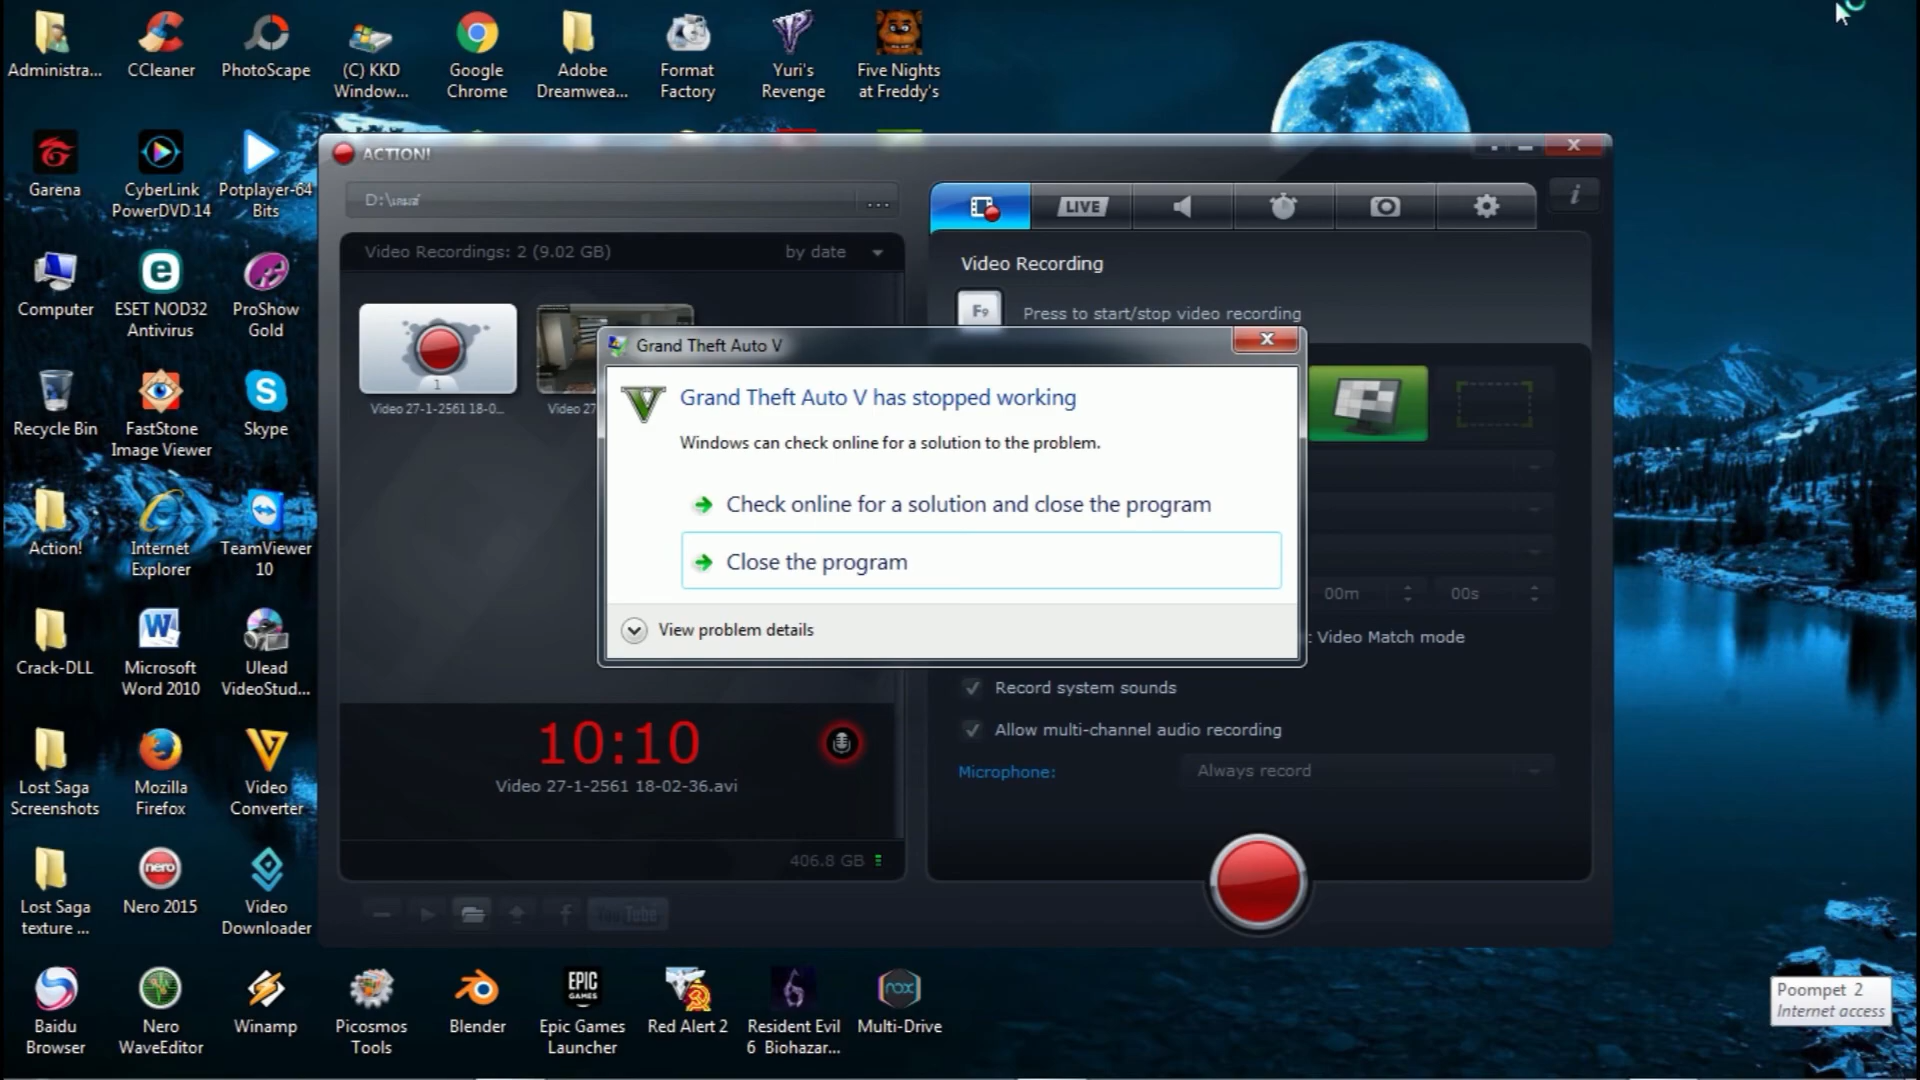 Administra...
CCleaner
PhotoScape
(C) KKD
Window...
Google
Chrome
Adobe
Dreamwea...
Format
Factory
Yuri's
Revenge
Five Nights
at Freddy's
Garena
CyberLink
PowerDVD 14
Potplayer-64
Bits
Computer
ESET NOD32
Antivirus
ProShow
Gold
Recycle Bin
FastStone
Image Viewer
Skype
Action!
Internet
Explorer
TeamViewer
10
Crack-DLL
Microsoft
Word 2010
Ulead
VideoStud...
Lost Saga
Screenshots
Mozilla
Firefox
Video
Converter
Lost Saga
texture ...
nero
Nero 2015
Video
Downloader
Baidu
Browser
Nero
WaveEditor
Winamp
Picosmos
Tools
Blender
EPIC
GAMES
Epic Games
Launcher
Red Alert 2
Resident Evil
6 Biohazar...
nox
Multi-Drive
ACTION!
D:\
...
Video Recordings: 2 (9.02 GB)
by date
1
Video 27-1-2561 18-0...
Video 27
10:10
Video 27-1-2561 18-02-36.avi
406.8 GB
YouTube
LIVE
Video Recording
F9
Press to start/stop video recording
00m
00s
: Video Match mode
Record system sounds
Allow multi-channel audio recording
Microphone:
Always record
Grand Theft Auto V
Grand Theft Auto V has stopped working
Windows can check online for a solution to the problem.
Check online for a solution and close the program
Close the program
View problem details
Poompet 2
Internet access